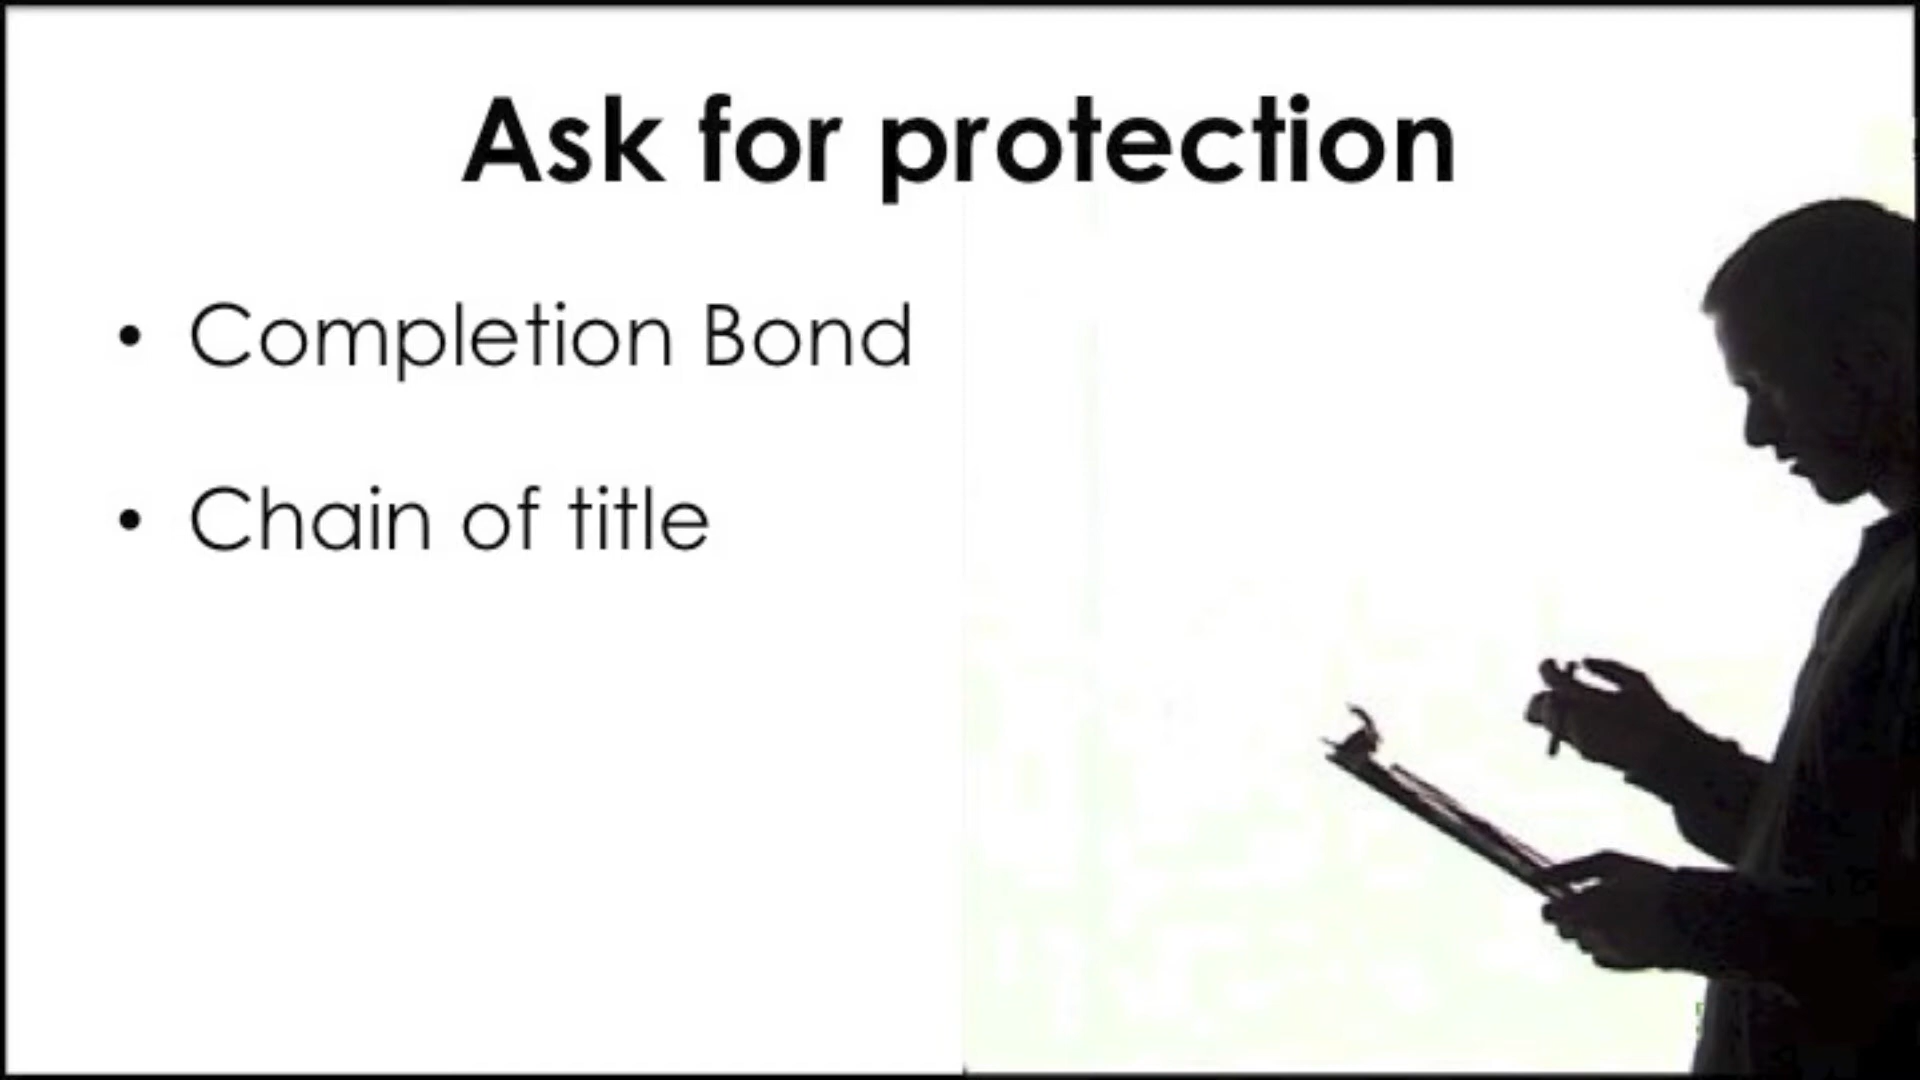 Ask for protection
• Completion Bond
• Chain of title